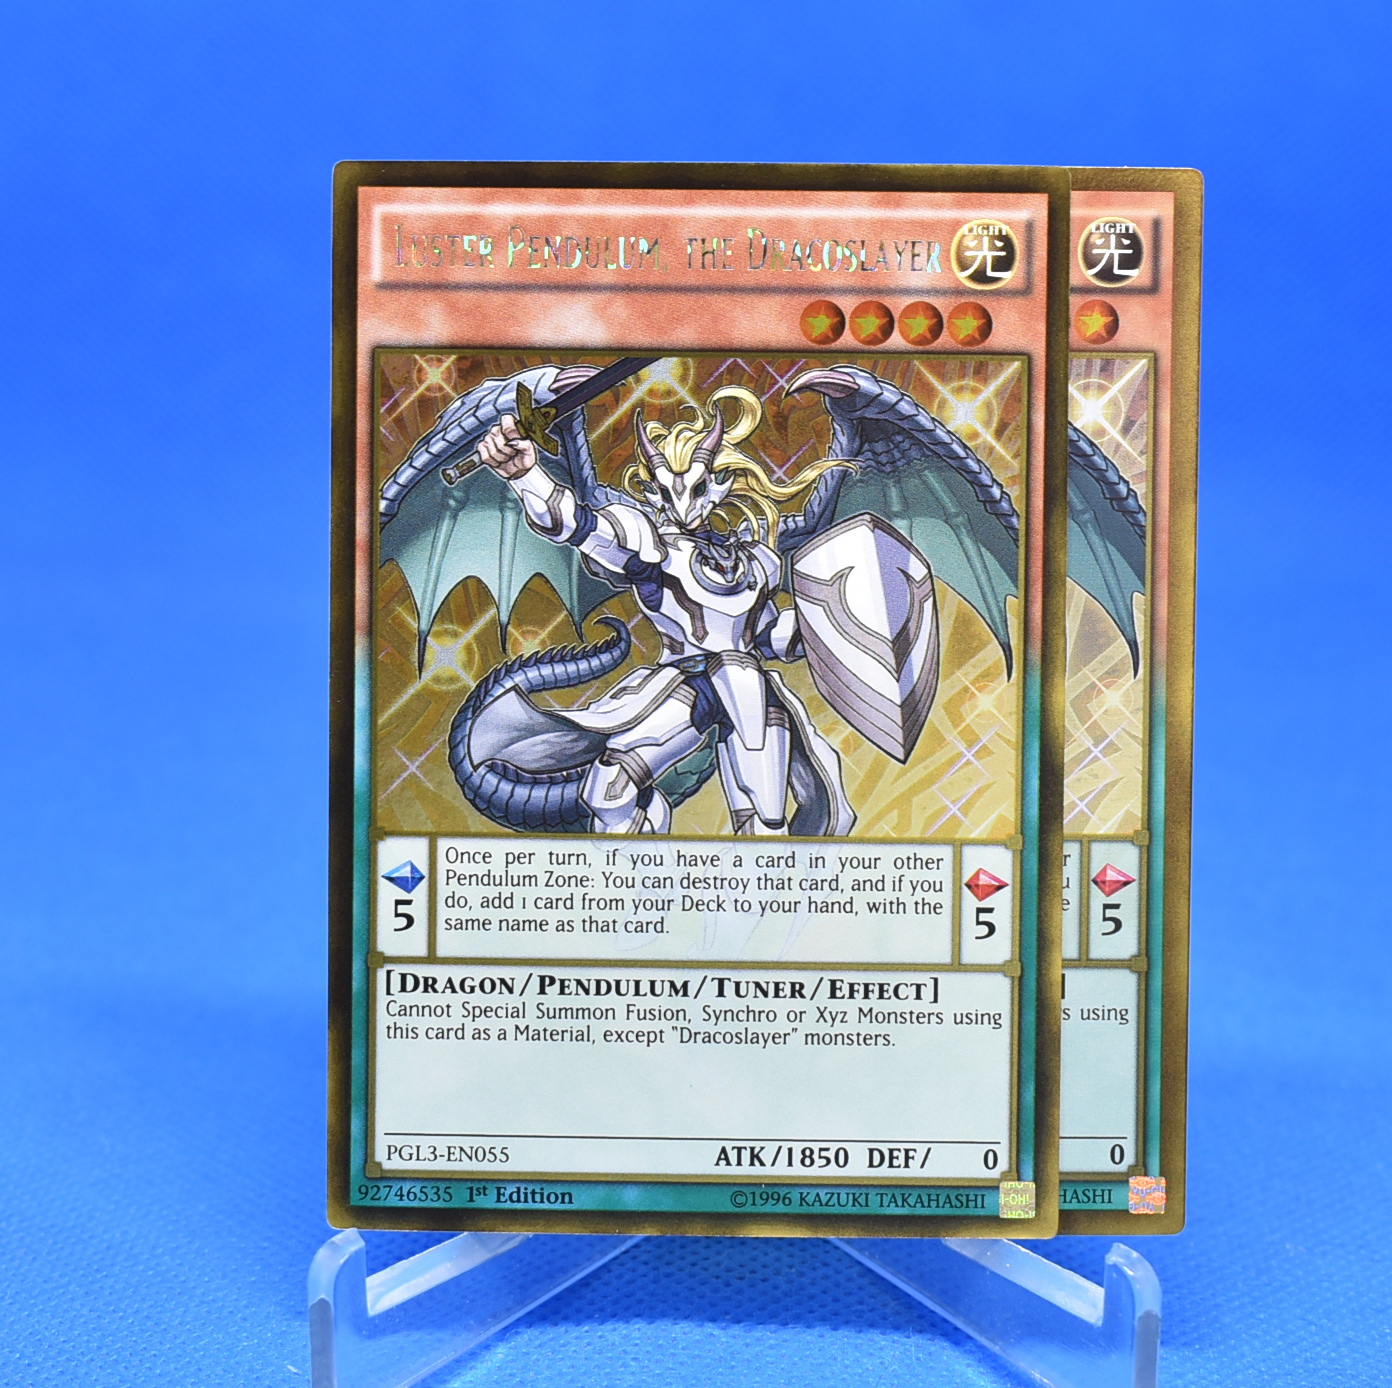 LUSTER PENDULUM, THE DRACOSLAYER
LIGHT
光
LIGHT
光
Once per turn, if you have a card in your other
Pendulum Zone: You can destroy that card, and if you
do, add 1 card from your Deck to your hand, with the
same name as that card.
5
5
5
[DRAGON/PENDULUM/TUNER/EFFECT]
Cannot Special Summon Fusion, Synchro or Xyz Monsters using
this card as a Material, except "Dracoslayer" monsters.
s using
PGL3-EN055
ATK/1850 DEF/ 0
0
92746535 1st Edition
©1996 KAZUKI TAKAHASHI
HASHI